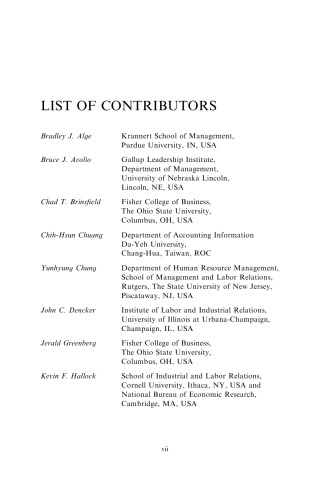 LIST OF CONTRIBUTORS
Bradley J. Alge Krannert School of Management,
Purdue University, IN, USA
Bruce J. Avolio Gallup Leadership Institute,
Department of Management,
University of Nebraska Lincoln,
Lincoln, NE, USA
Chad T. Brinsfield Fisher College of Business,
The Ohio State University,
Columbus, OH, USA
Chih-Hsun Chuang Department of Accounting Information
Da-Yeh University,
Chang-Hua, Taiwan, ROC
Yunhyung Chung Department of Human Resource Management,
School of Management and Labor Relations,
Rutgers, The State University of New Jersey,
Piscataway, NJ, USA
John C. Dencker Institute of Labor and Industrial Relations,
University of Illinois at Urbana-Champaign,
Champaign, IL, USA
Jerald Greenberg Fisher College of Business,
The Ohio State University,
Columbus, OH, USA
Kevin F. Hallock School of Industrial and Labor Relations,
Cornell University, Ithaca, NY, USA and
National Bureau of Economic Research,
Cambridge, MA, USA
vii